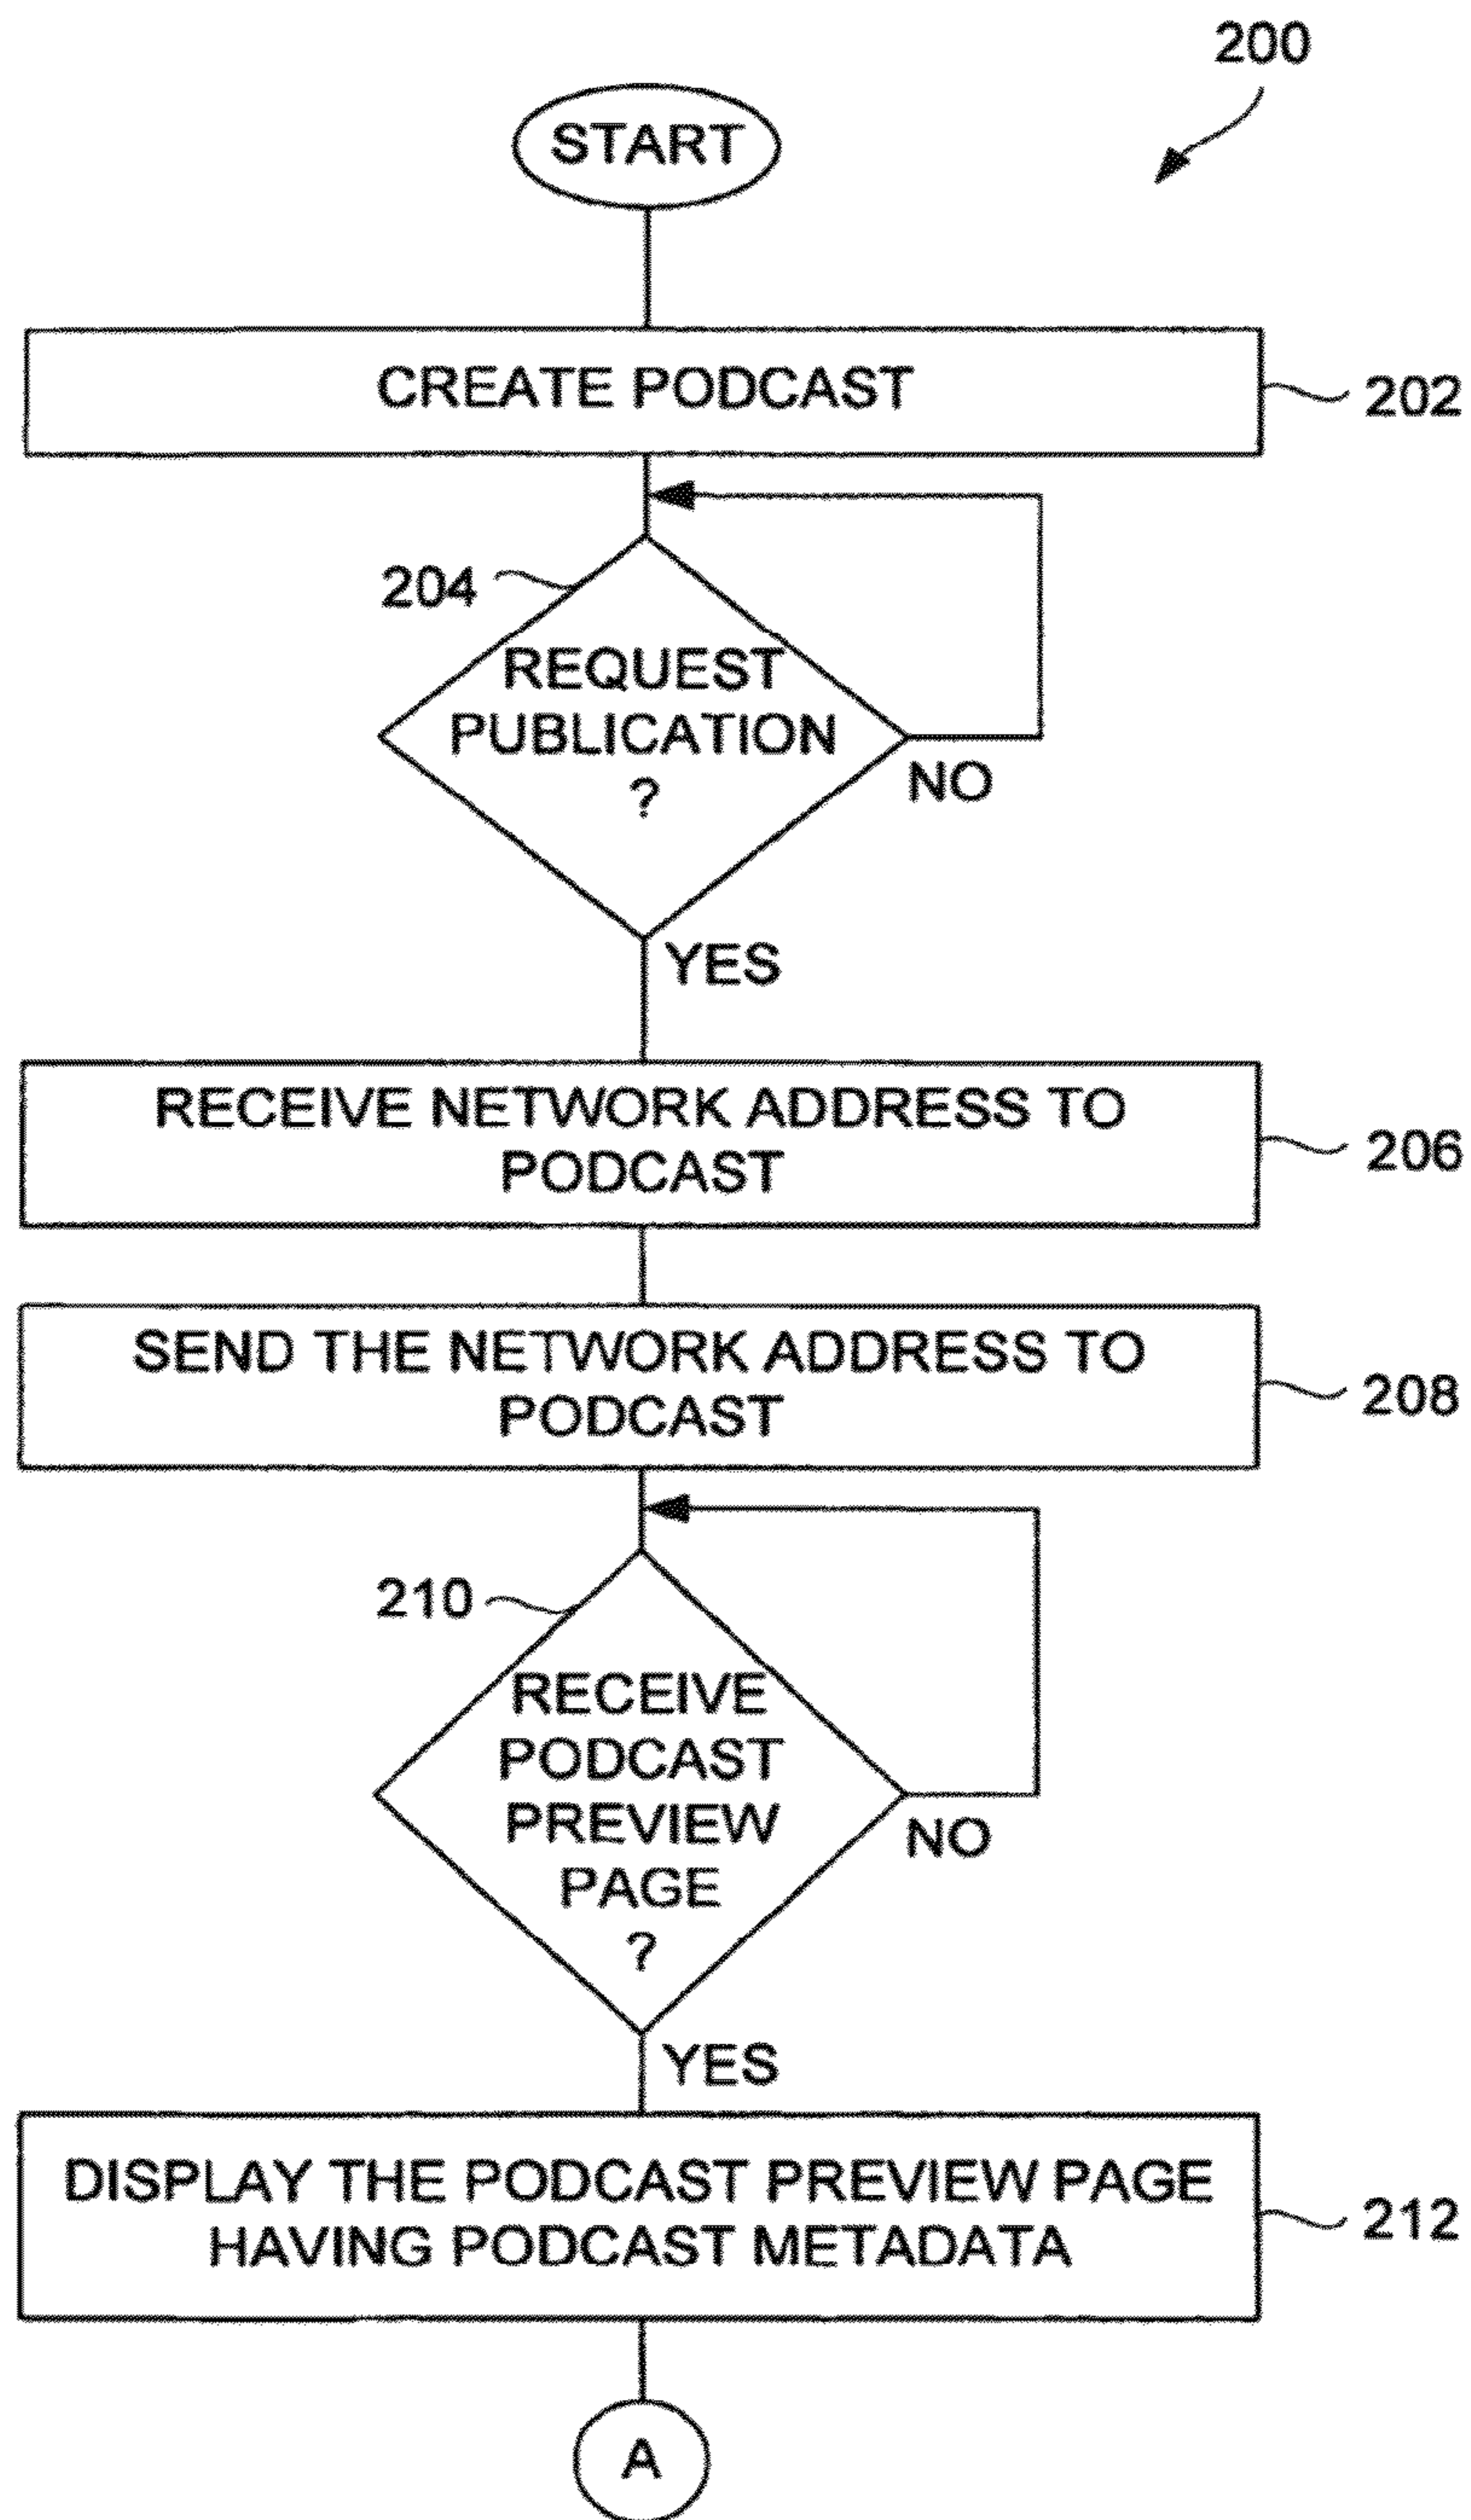 200
START
CREATE PODCAST
202
204
REQUEST
PUBLICATION
?
NO
YES
RECEIVE NETWORK ADDRESS TO
PODCAST
206
SEND THE NETWORK ADDRESS TO
PODCAST
208
210
RECEIVE
PODCAST
PREVIEW
PAGE
?
NO
YES
DISPLAY THE PODCAST PREVIEW PAGE
HAVING PODCAST METADATA
212
A